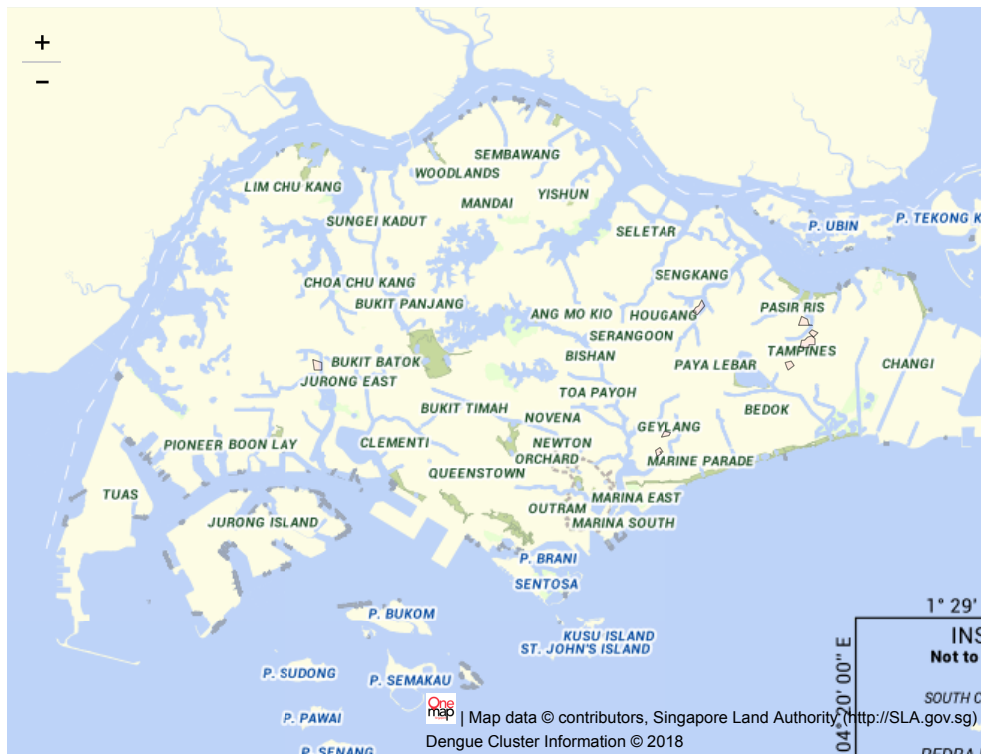 +
−
SEMBAWANG
WOODLANDS
LIM CHU KANG
YISHUN
MANDAI
SUNGEI KADUT
P. UBIN
P. TEKONG K
SELETAR
SENGKANG
CHOA CHU KANG
BUKIT PANJANG
PASIR RIS
ANG MO KIO
HOUGANG
SERANGOON
TAMPINES
BISHAN
BUKIT BATOK
PAYA LEBAR
CHANGI
JURONG EAST
TOA PAYOH
BUKIT TIMAH
BEDOK
NOVENA
GEYLANG
PIONEER BOON LAY
CLEMENTI
NEWTON
ORCHARD
MARINE PARADE
QUEENSTOWN
TUAS
MARINA EAST
OUTRAM
JURONG ISLAND
MARINA SOUTH
P. BRANI
SENTOSA
P. BUKOM
KUSU ISLAND
ST. JOHN'S ISLAND
P. SUDONG
P. SEMAKAU
P. PAWAI
P. SENANG
1° 29'
INS
Not to
04° 20' 00" E
SOUTH C
PEDRA
One map | Map data © contributors, Singapore Land Authority (http://SLA.gov.sg)
Dengue Cluster Information © 2018